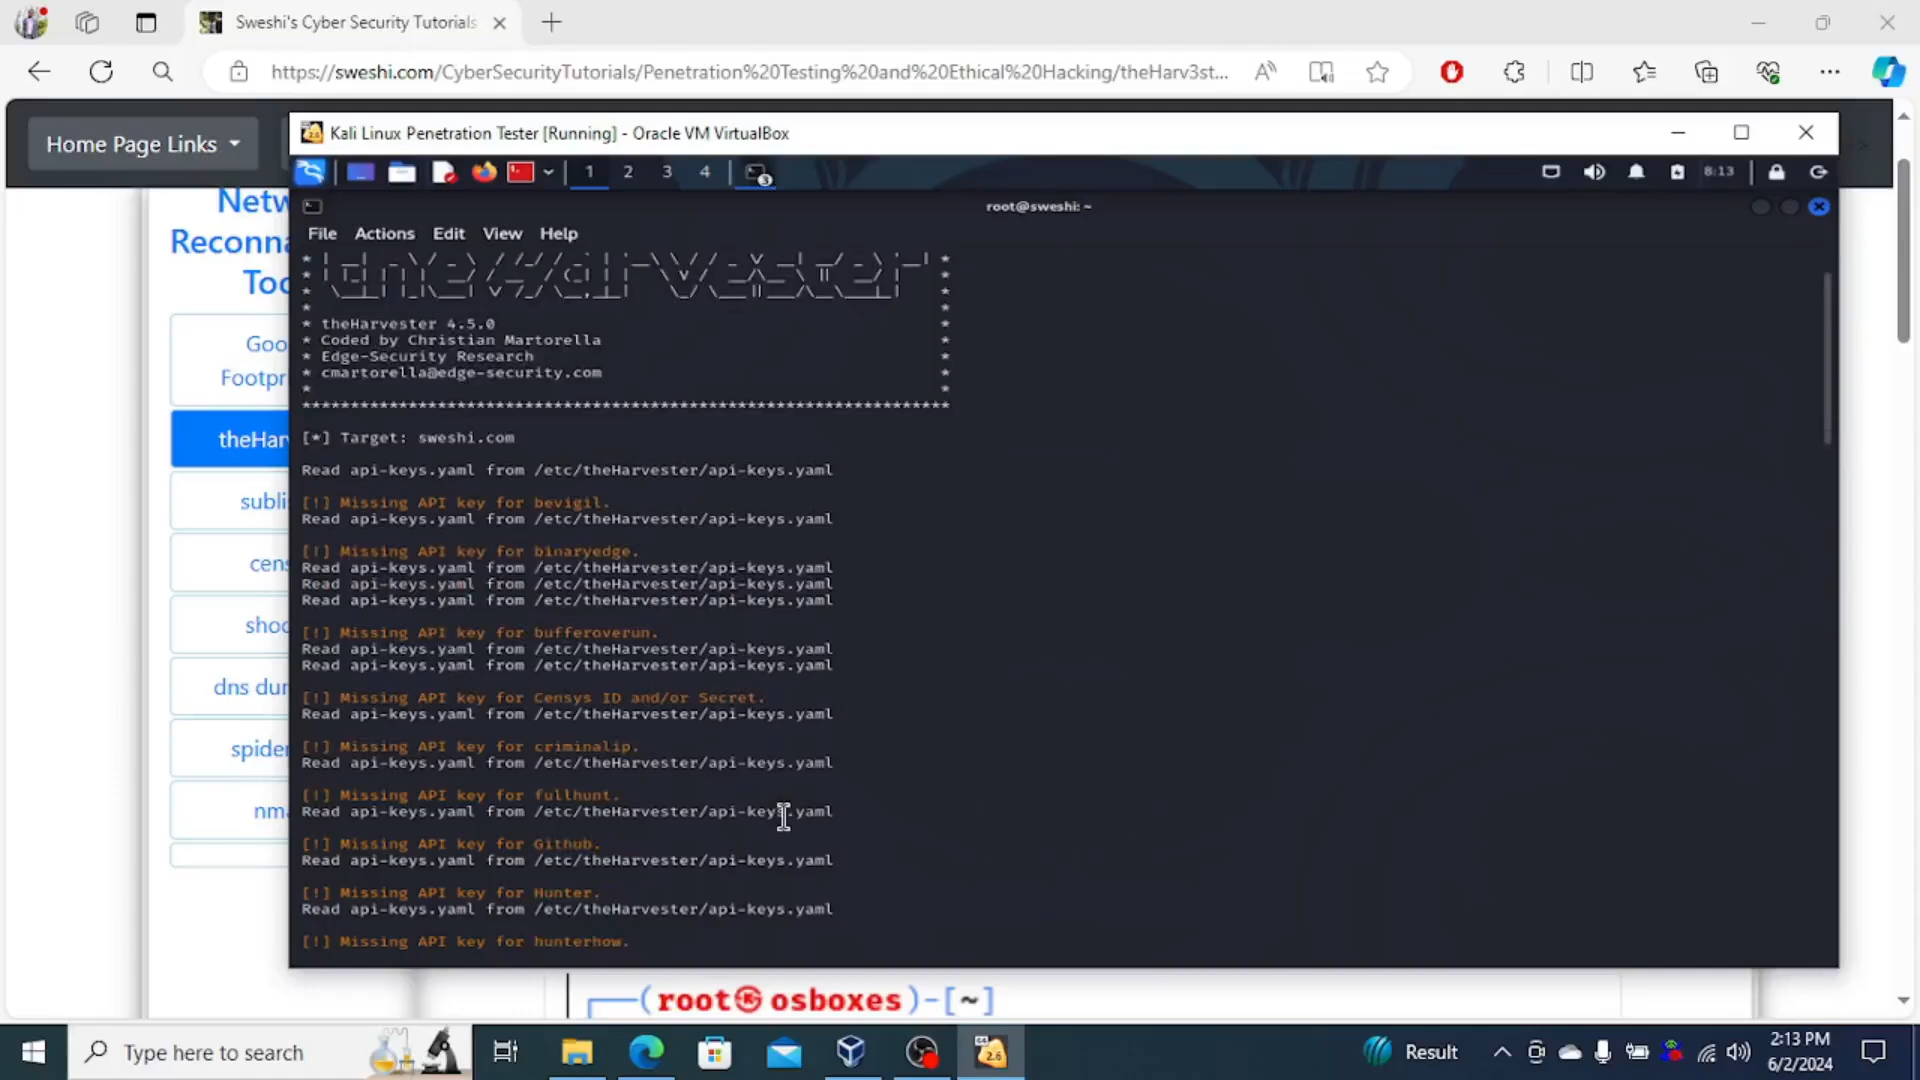 Sweshi's Cyber Security Tutorials
https://sweshi.com/CyberSecurityTutorials/Penetration%20Testing%20and%20Ethical%20Hacking/theHarv3st...
Home Page Links
Kali Linux Penetration Tester [Running] - Oracle VM VirtualBox
1 2 3 4
8:13
root@sweshi: ~
File Actions Edit View Help
* theHarvester 4.5.0 *
* Coded by Christian Martorella *
* Edge-Security Research *
* cmartorella@edge-security.com *
* *
*******************************************************************
[*] Target: sweshi.com
Read api-keys.yaml from /etc/theHarvester/api-keys.yaml
[!] Missing API key for bevigil.
Read api-keys.yaml from /etc/theHarvester/api-keys.yaml
[!] Missing API key for binaryedge.
Read api-keys.yaml from /etc/theHarvester/api-keys.yaml
Read api-keys.yaml from /etc/theHarvester/api-keys.yaml
Read api-keys.yaml from /etc/theHarvester/api-keys.yaml
[!] Missing API key for bufferoverun.
Read api-keys.yaml from /etc/theHarvester/api-keys.yaml
Read api-keys.yaml from /etc/theHarvester/api-keys.yaml
[!] Missing API key for Censys ID and/or Secret.
Read api-keys.yaml from /etc/theHarvester/api-keys.yaml
[!] Missing API key for criminalip.
Read api-keys.yaml from /etc/theHarvester/api-keys.yaml
[!] Missing API key for fullhunt.
Read api-keys.yaml from /etc/theHarvester/api-keys.yaml
[!] Missing API key for Github.
Read api-keys.yaml from /etc/theHarvester/api-keys.yaml
[!] Missing API key for Hunter.
Read api-keys.yaml from /etc/theHarvester/api-keys.yaml
[!] Missing API key for hunterhow.
Netw
Reconna
Too
Goo
Footpr
theHar
subli
cens
shod
dns dum
spider
nma
(root㉿osboxes)-[~]
Type here to search
Result
2:13 PM
6/2/2024